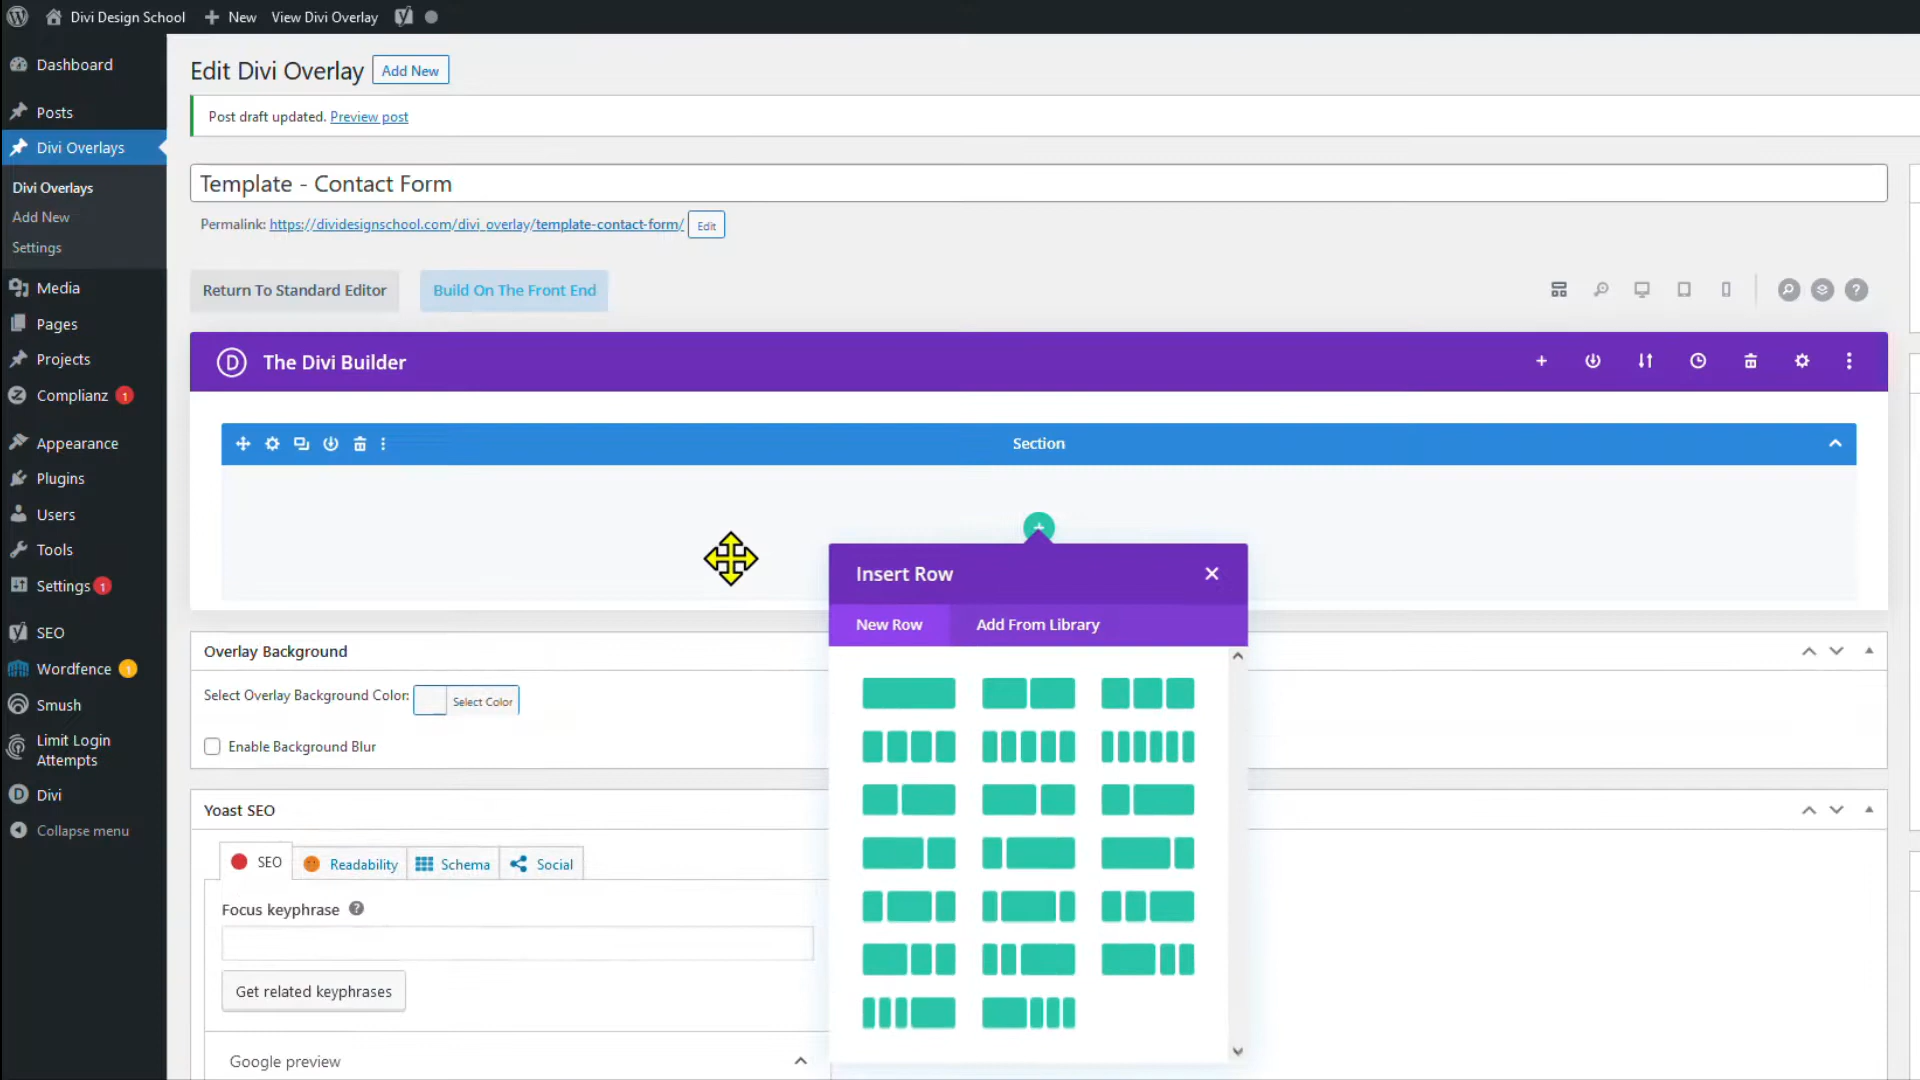 Divi Design School
New
View Divi Overlay
Dashboard
Posts
Divi Overlays
Divi Overlays
Add New
Settings
Media
Pages
Projects
Complianz 1
Appearance
Plugins
Users
Tools
Settings 1
SEO
Wordfence 1
Smush
Limit Login
Attempts
Divi
Collapse menu
Edit Divi Overlay
Add New
Post draft updated. Preview post
Template - Contact Form
Permalink: https://dividesignschool.com/divi_overlay/template-contact-form/ Edit
Return To Standard Editor
Build On The Front End
The Divi Builder
Section
Insert Row
New Row
Add From Library
Overlay Background
Select Overlay Background Color: Select Color
Enable Background Blur
Yoast SEO
SEO
Readability
Schema
Social
Focus keyphrase
Get related keyphrases
Google preview